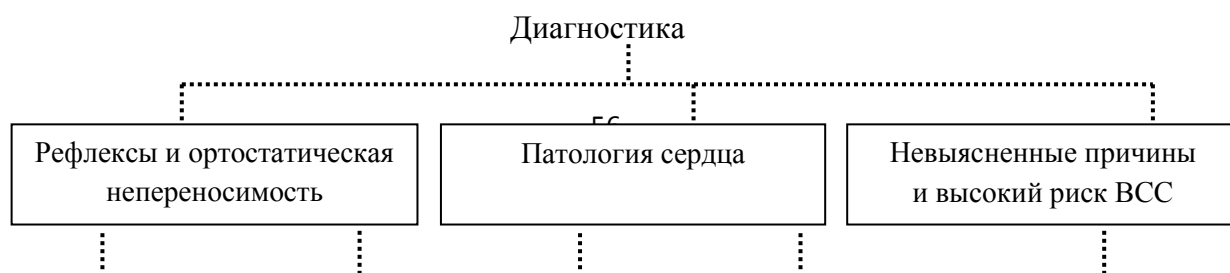 Диагностика
Рефлексы и ортостатическая
непереносимость
Патология сердца
Невыясненные причины
и высокий риск ВСС